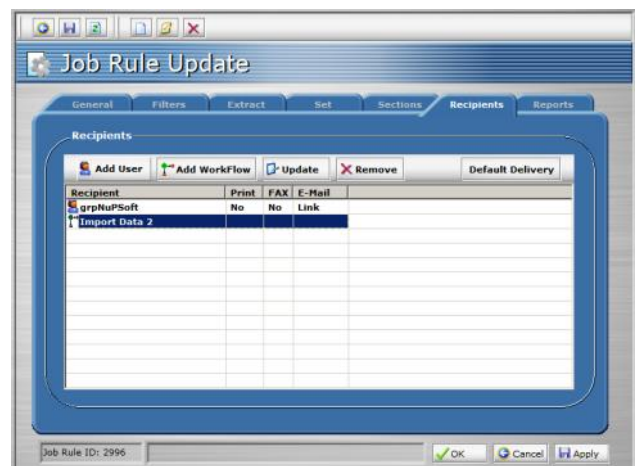 Job Rule Update
General Filters Extract Set Sections Recipients Reports
Recipients
Add User Add WorkFlow Update Remove Default Delivery
Recipient Print FAX E-Mail
grpNuPSoft No No Link
Import Data 2
Job Rule ID: 2996 OK Cancel Apply